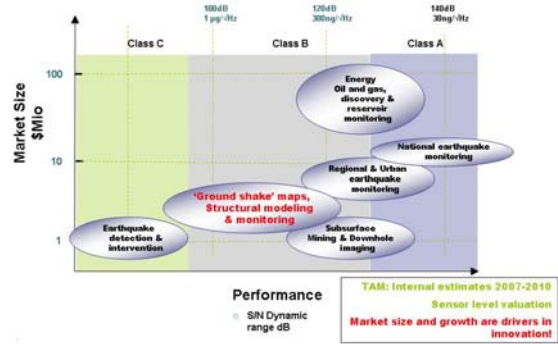 100dB
1 µg/√Hz
120dB
300ng/√Hz
140dB
30ng/√Hz
Class C
Class B
Class A
Market Size
$Mio
100
10
1
Energy
Oil and gas,
discovery &
reservoir
monitoring
National earthquake
monitoring
Regional & Urban
earthquake
monitoring
'Ground shake' maps,
Structural modeling
& monitoring
Earthquake
detection &
intervention
Subsurface
Mining & Downhole
imaging
Performance
S/N Dynamic
range dB
TAM: Internal estimates 2007-2010
Sensor level valuation
Market size and growth are drivers in
innovation!